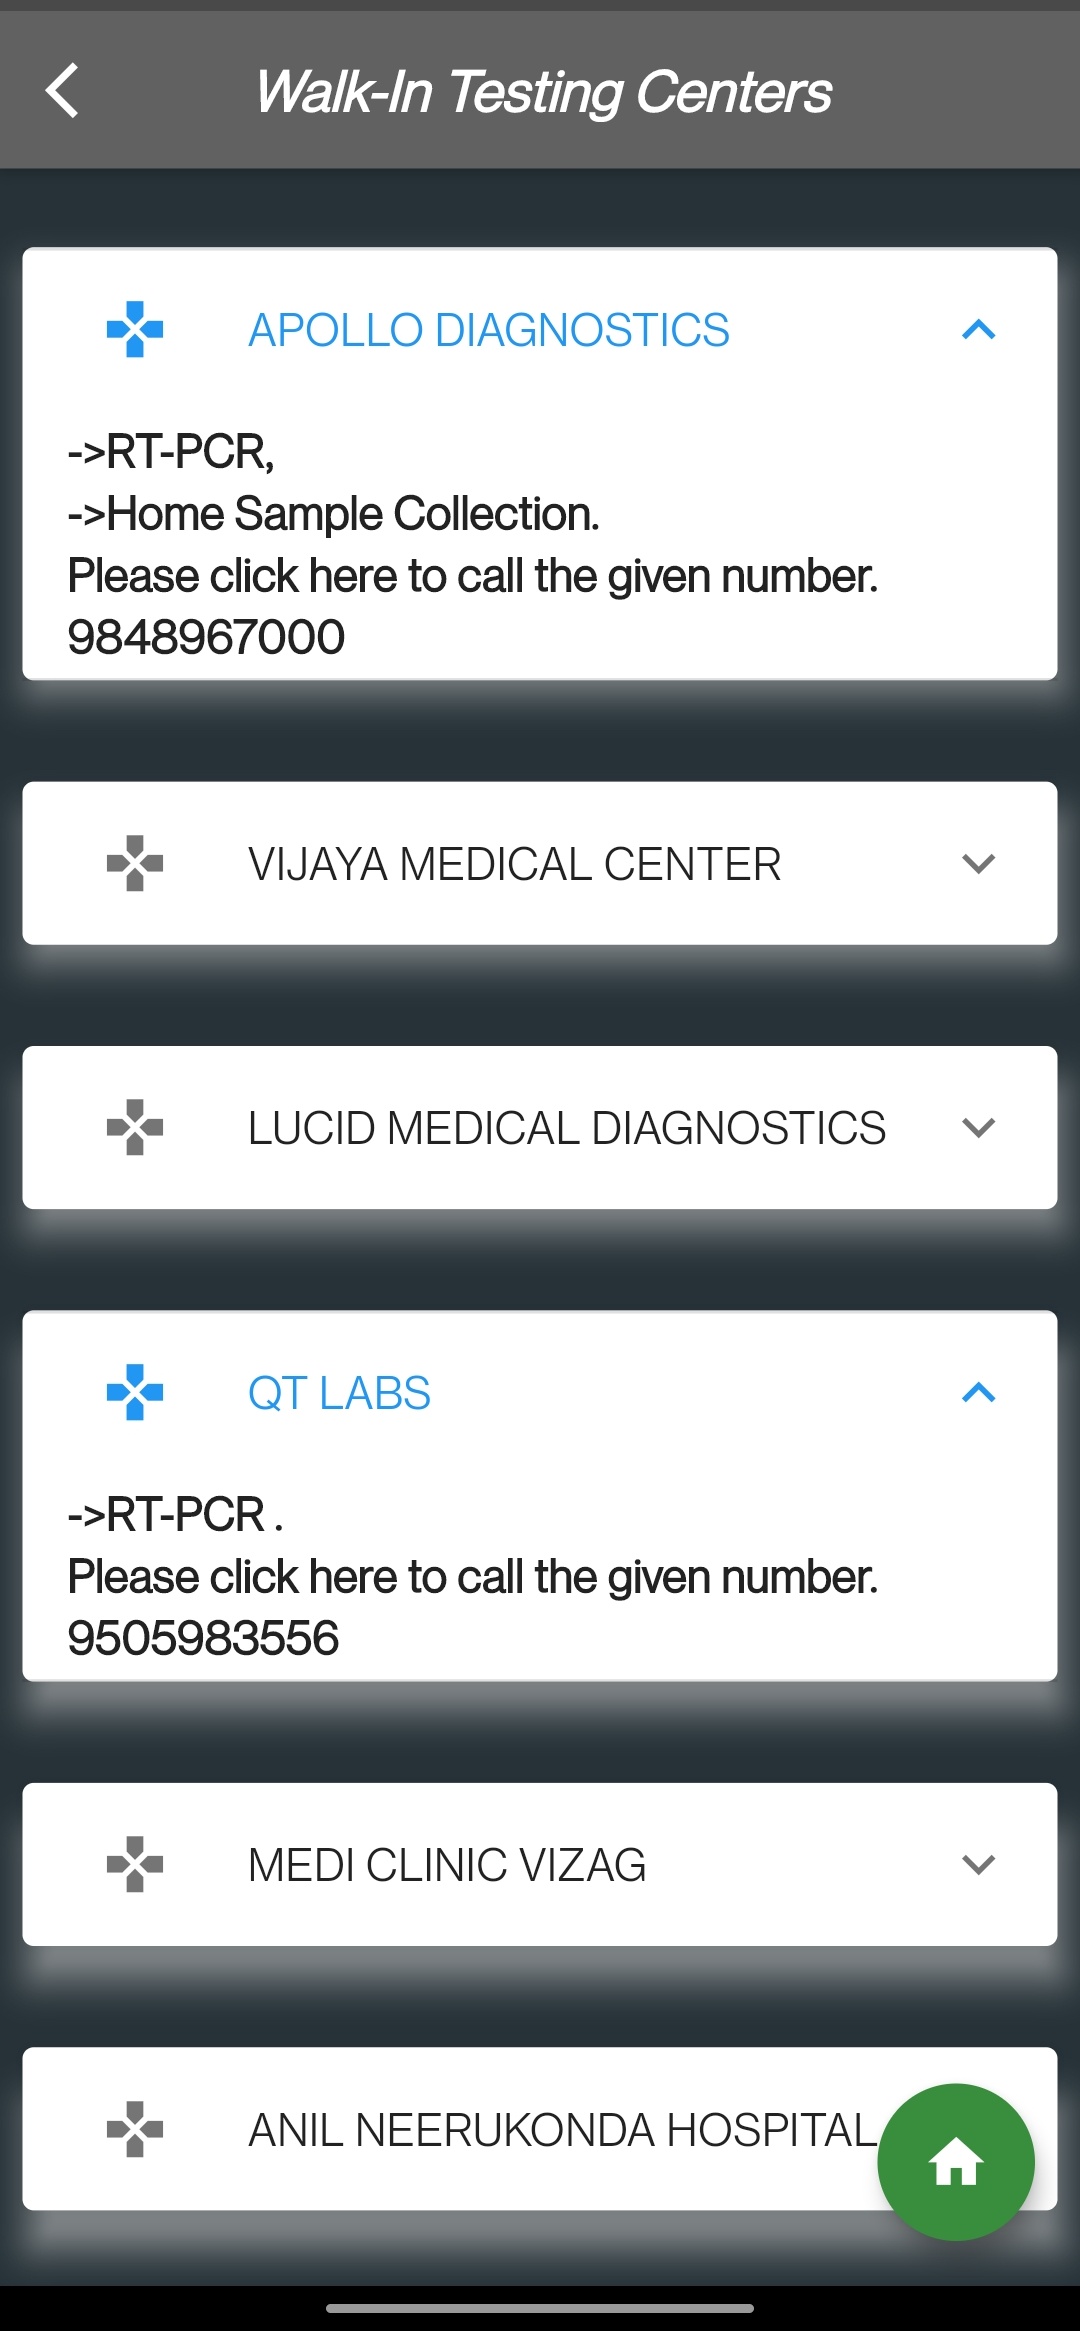 Walk-In Testing Centers
APOLLO DIAGNOSTICS
->RT-PCR,
->Home Sample Collection.
Please click here to call the given number.
9848967000
VIJAYA MEDICAL CENTER
LUCID MEDICAL DIAGNOSTICS
QT LABS
->RT-PCR .
Please click here to call the given number.
9505983556
MEDI CLINIC VIZAG
ANIL NEERUKONDA HOSPITAL